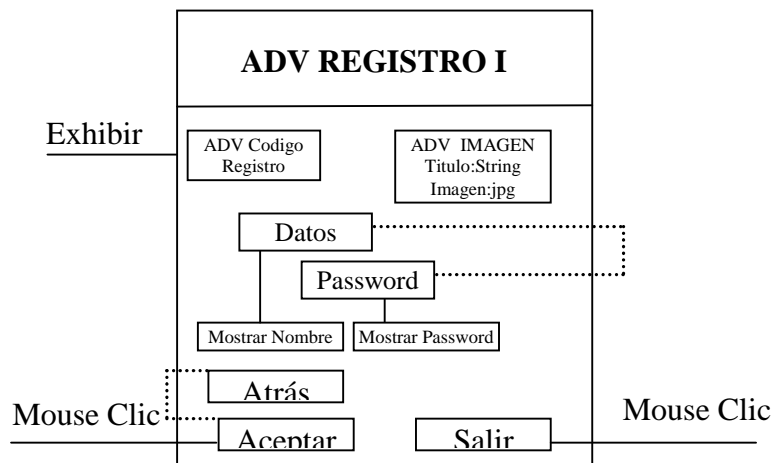 ADV REGISTRO I
Exhibir
ADV Codigo
Registro
ADV IMAGEN
Titulo:String
Imagen:jpg
Datos
Password
Mostrar Nombre
Mostrar Password
Atrás
Mouse Clic
Mouse Clic
Aceptar
Salir